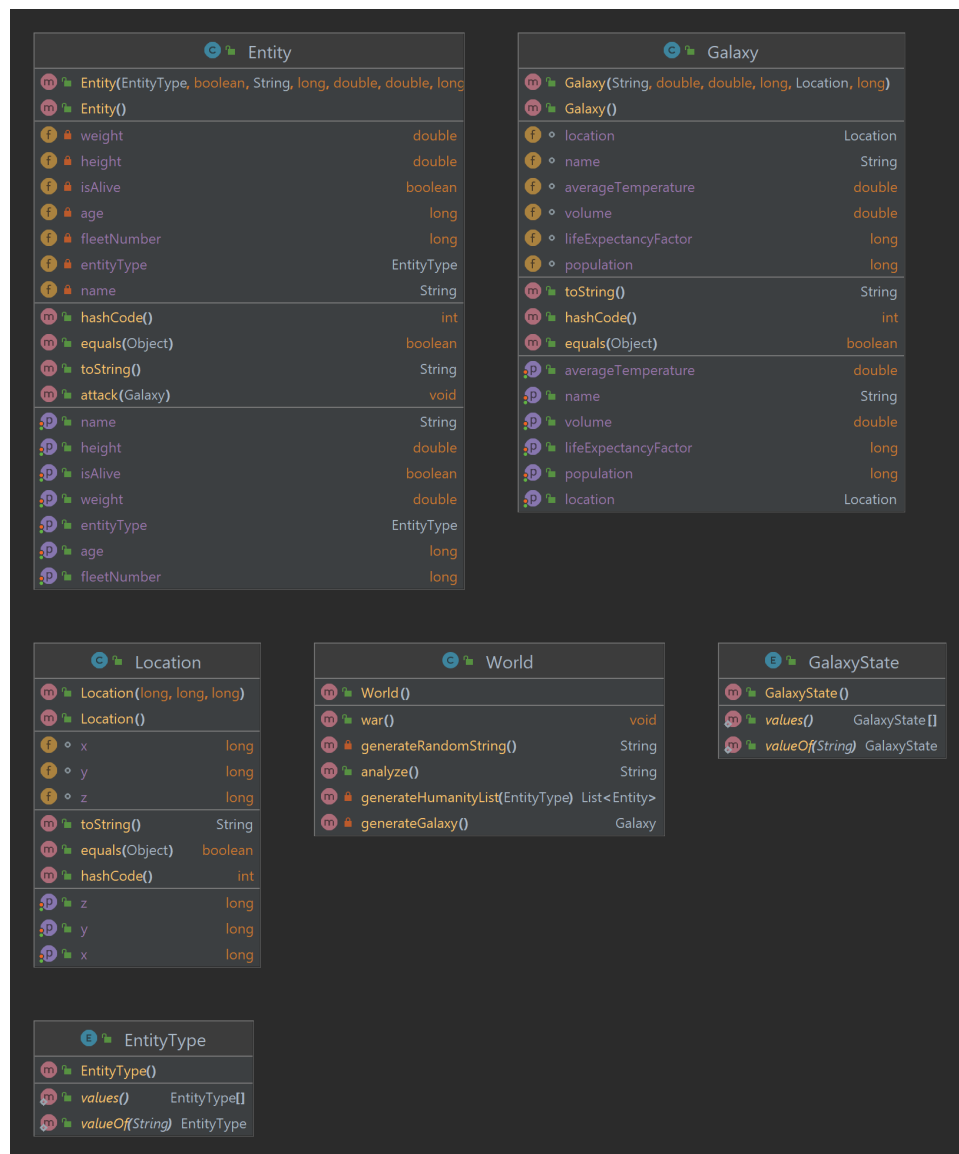 Entity
Entity(EntityType, boolean, String, long, double, double, long
Entity()
weight double
height double
isAlive boolean
age long
fleetNumber long
entityType EntityType
name String
hashCode() int
equals(Object) boolean
toString() String
attack(Galaxy) void
name String
height double
isAlive boolean
weight double
entityType EntityType
age long
fleetNumber long
Galaxy
Galaxy(String, double, double, long, Location, long)
Galaxy()
location Location
name String
averageTemperature double
volume double
lifeExpectancyFactor long
population long
toString() String
hashCode() int
equals(Object) boolean
averageTemperature double
name String
volume double
lifeExpectancyFactor long
population long
location Location
Location
Location(long, long, long)
Location()
x long
y long
z long
toString() String
equals(Object) boolean
hashCode() int
z long
y long
x long
World
World()
war() void
generateRandomString() String
analyze() String
generateHumanityList(EntityType) List<Entity>
generateGalaxy() Galaxy
GalaxyState
GalaxyState()
values() GalaxyState[]
valueOf(String) GalaxyState
EntityType
EntityType()
values() EntityType[]
valueOf(String) EntityType